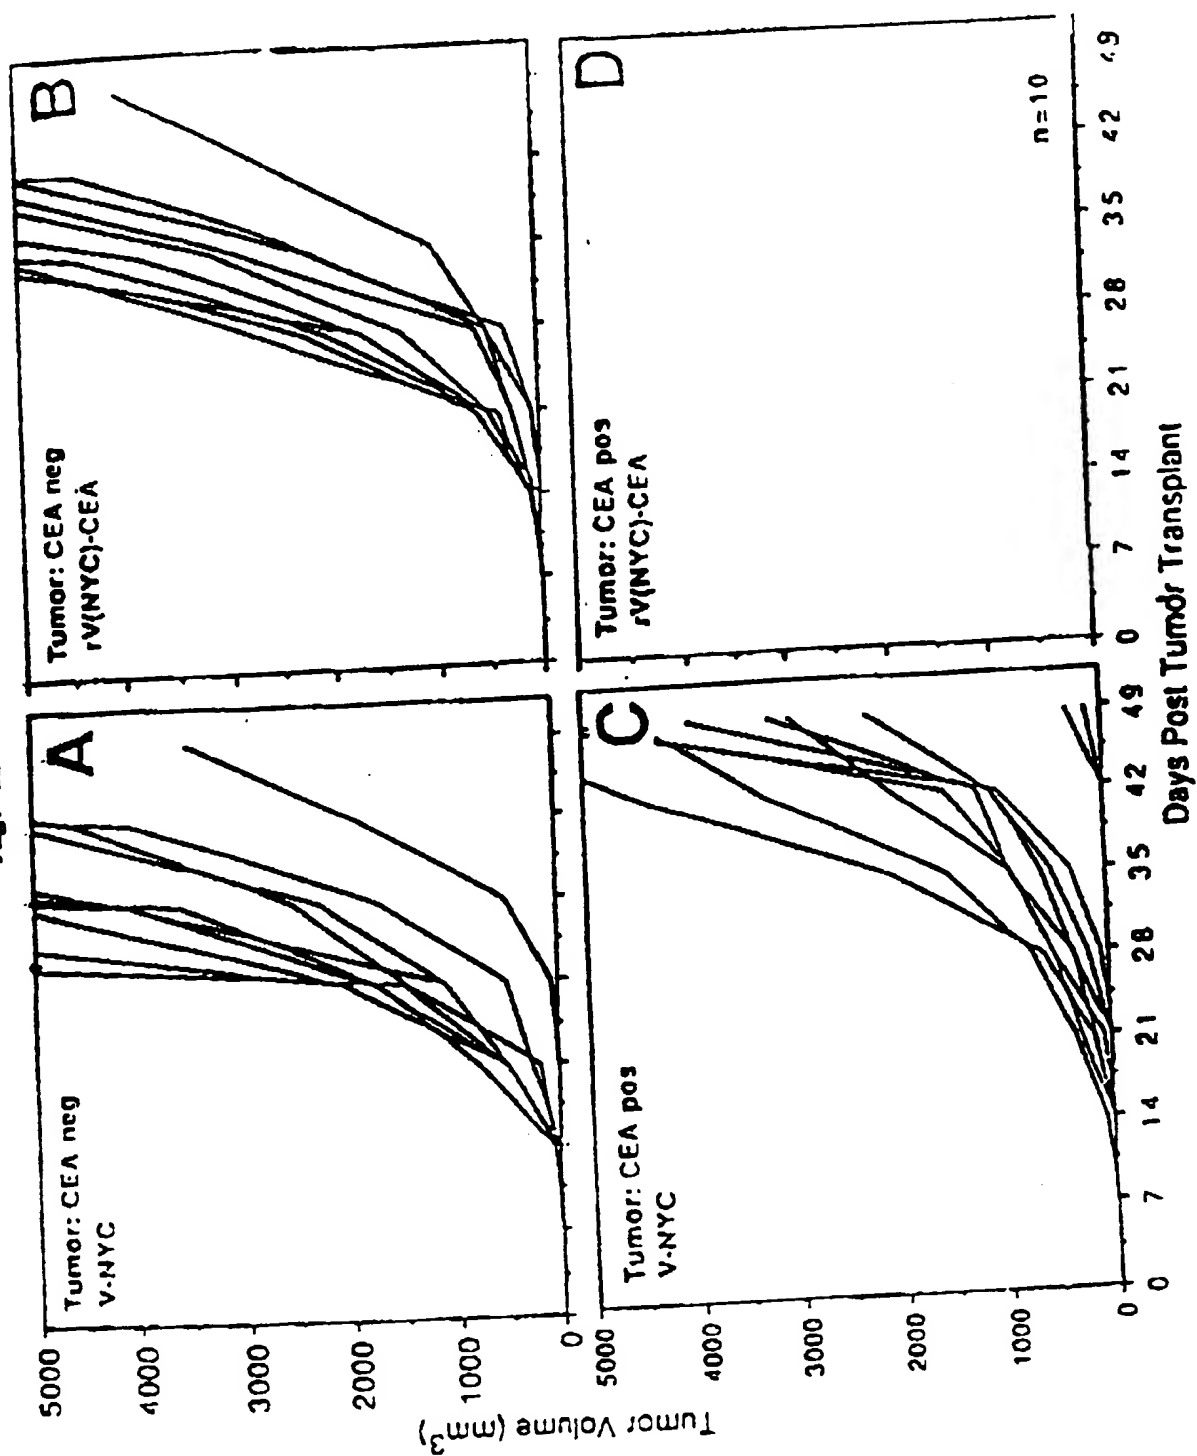 A
Tumor: CEA neg
V-NYC
5000
4000
3000
2000
1000
0
B
Tumor: CEA neg
rV(NYC)-CEA
C
Tumor: CEA pos
V-NYC
5000
4000
3000
2000
1000
0
D
Tumor: CEA pos
rV(NYC)-CEA
n=10
Tumor Volume (mm³)
0 7 14 21 28 35 42 49
0 7 14 21 28 35 42 49
Days Post Tumor Transplant